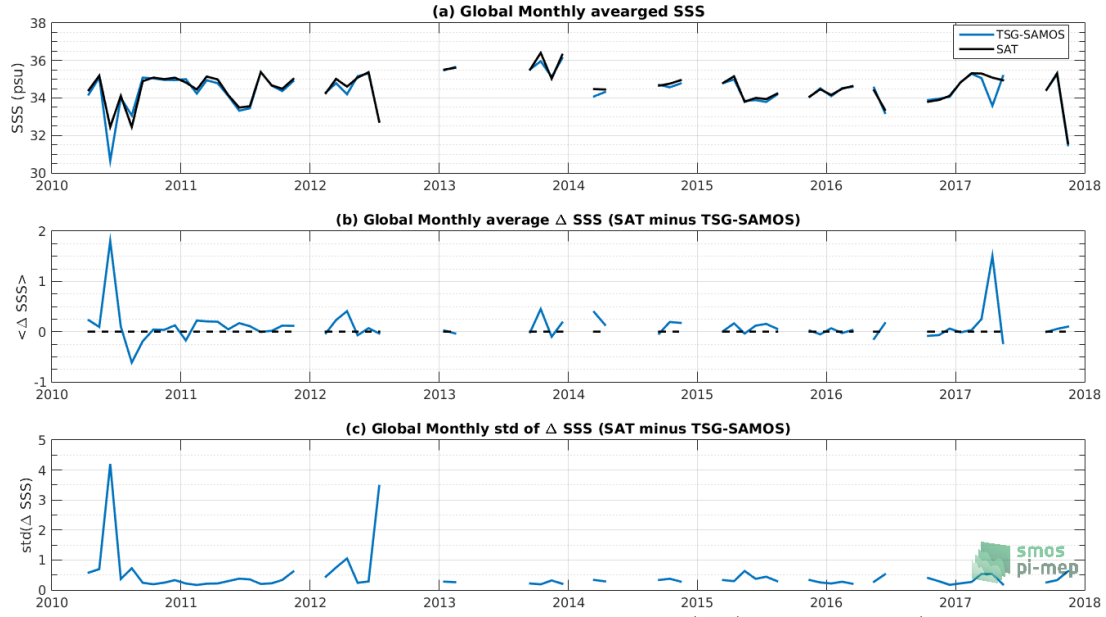 (a) Global Monthly avearged SSS
SSS (psu)
38
36
34
32
30
TSG-SAMOS
SAT
2010 2011 2012 2013 2014 2015 2016 2017 2018
(b) Global Monthly average Δ SSS (SAT minus TSG-SAMOS)
<Δ SSS>
2
1
0
-1
2010 2011 2012 2013 2014 2015 2016 2017 2018
(c) Global Monthly std of Δ SSS (SAT minus TSG-SAMOS)
std(Δ SSS)
5
4
3
2
1
0
smos
pi-mep
2010 2011 2012 2013 2014 2015 2016 2017 2018